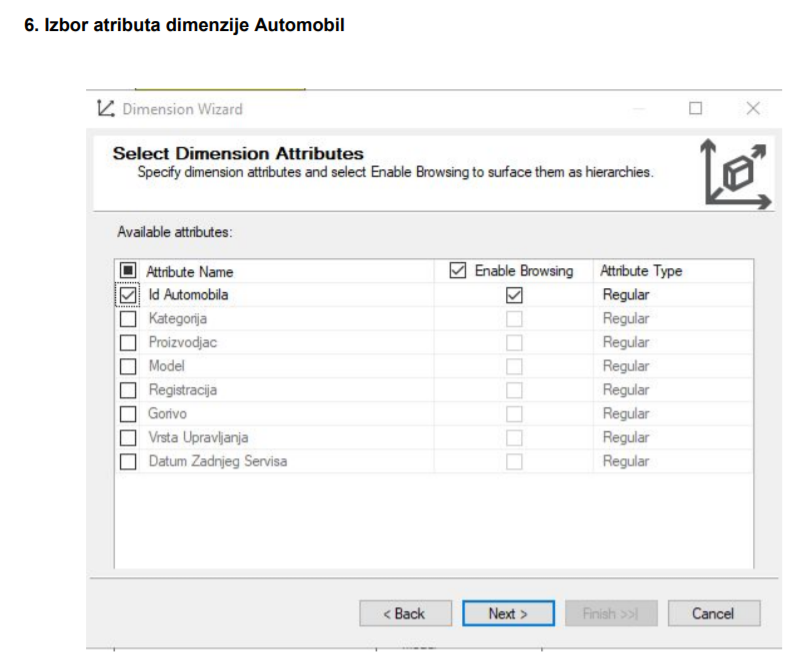 6. Izbor atributa dimenzije Automobil
Dimension Wizard
Select Dimension Attributes
Specify dimension attributes and select Enable Browsing to surface them as hierarchies.
Available attributes:
Attribute Name Enable Browsing Attribute Type
Id Automobila Regular
Kategorija Regular
Proizvodjac Regular
Model Regular
Registracija Regular
Gorivo Regular
Vrsta Upravljanja Regular
Datum Zadnjeg Servisa Regular
< Back Next > Finish >>| Cancel